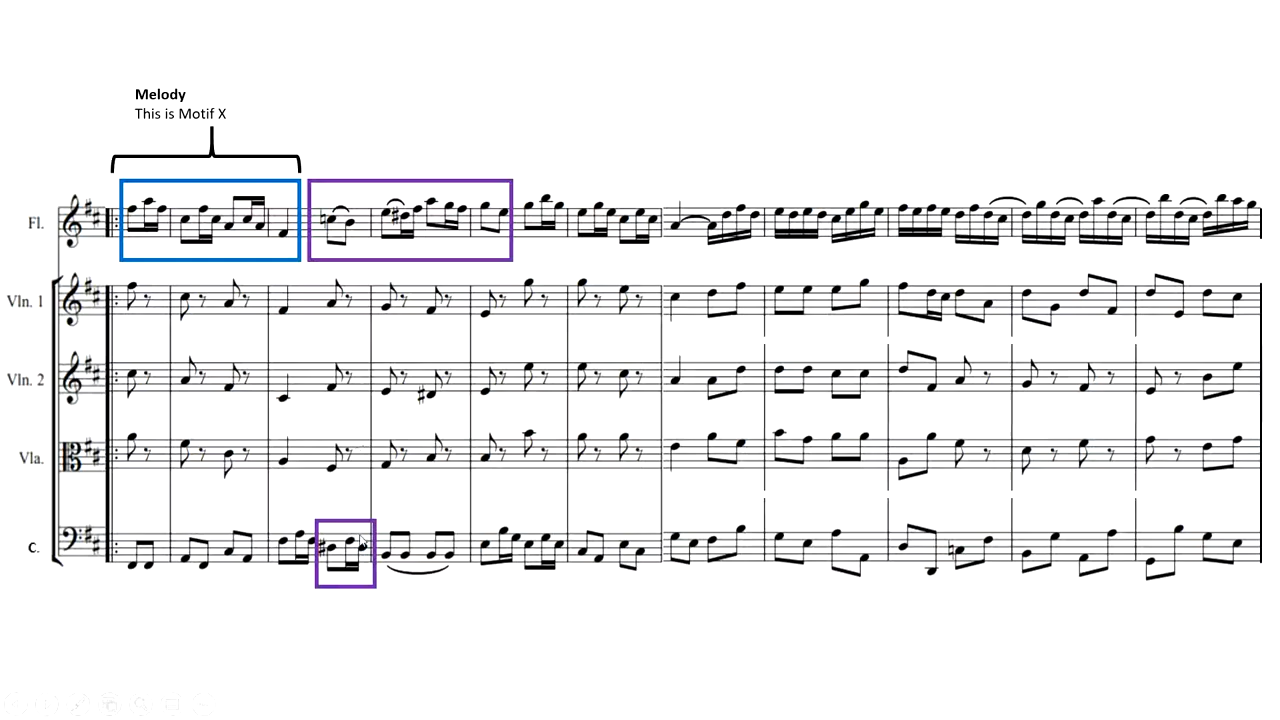 Melody
This is Motif X
Fl.
Vln. 1
Vln. 2
Vla.
C.